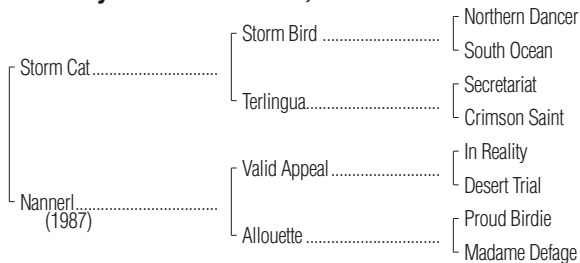 Northern Dancer
Storm Bird ........................
South Ocean
Storm Cat..................................
Secretariat
Terlingua.............................
Crimson Saint
In Reality
Valid Appeal ......................
Desert Trial
Nannerl......................................
(1987)
Proud Birdie
Allouette ............................
Madame Defage